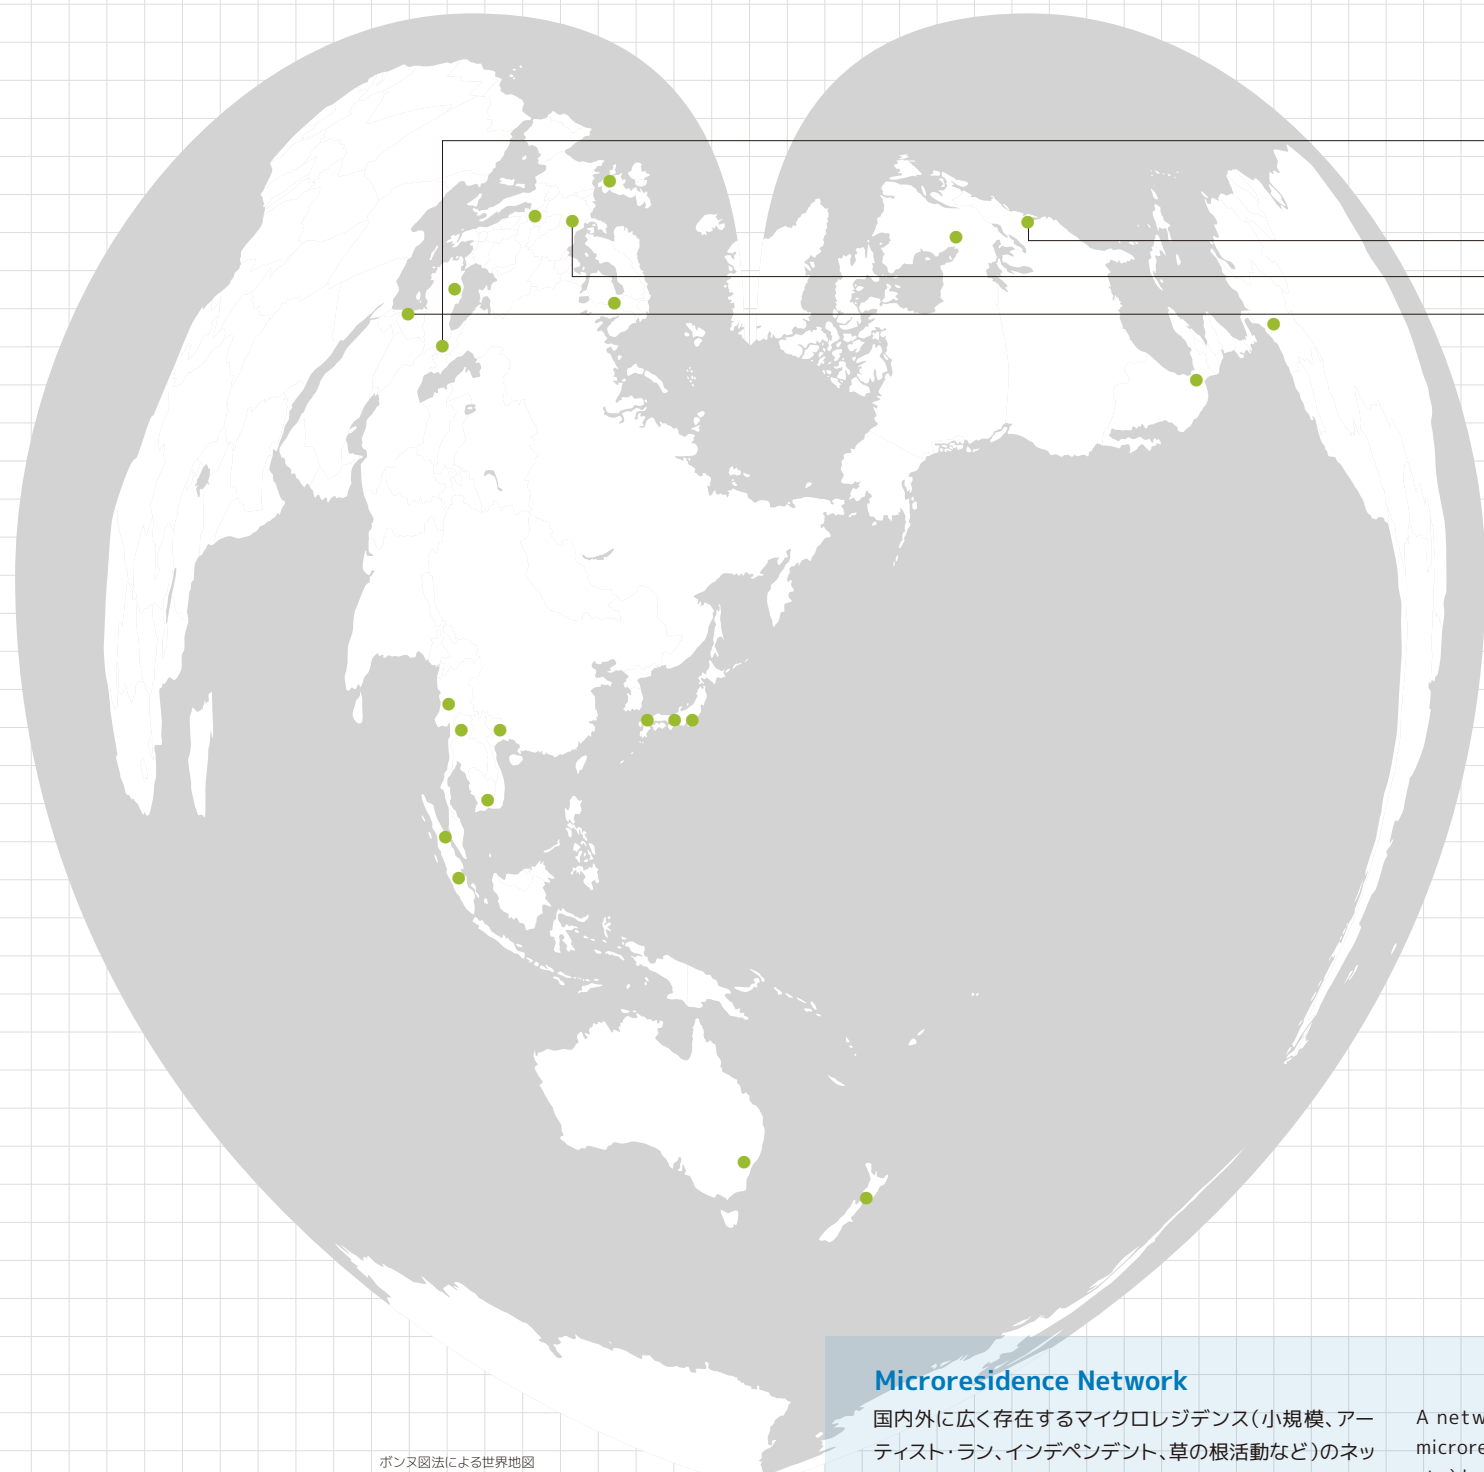 Microresidence Network
国内外に広く存在するマイクロレジデンス（小規模、アー
ティスト・ラン、インデペンデント、草の根活動など）のネッ
A netw
microre
ボンヌ図法による世界地図